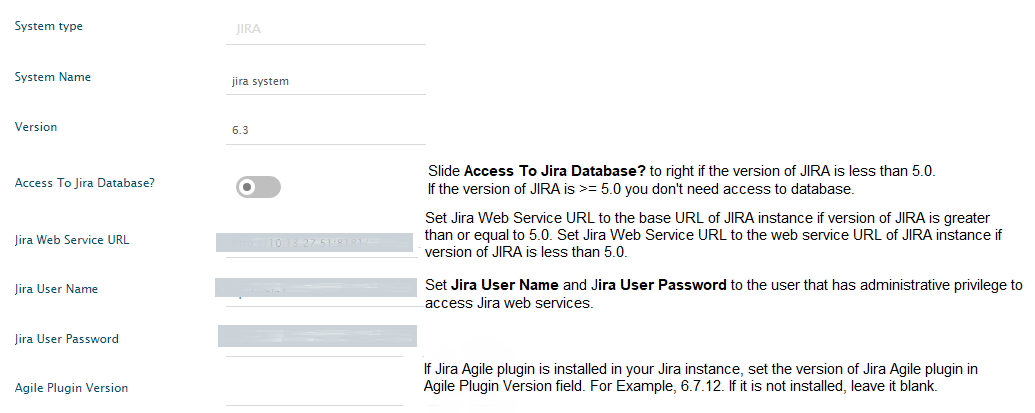 System type
JIRA
System Name
jira system
Version
6.3
Access To Jira Database?
Slide Access To Jira Database? to right if the version of JIRA is less than 5.0.
If the version of JIRA is >= 5.0 you don't need access to database.
Jira Web Service URL
Set Jira Web Service URL to the base URL of JIRA instance if version of JIRA is greater
than or equal to 5.0. Set Jira Web Service URL to the web service URL of JIRA instance if
version of JIRA is less than 5.0.
Jira User Name
Set Jira User Name and Jira User Password to the user that has administrative privilege to
access Jira web services.
Jira User Password
Agile Plugin Version
If Jira Agile plugin is installed in your Jira instance, set the version of Jira Agile plugin in
Agile Plugin Version field. For Example, 6.7.12. If it is not installed, leave it blank.